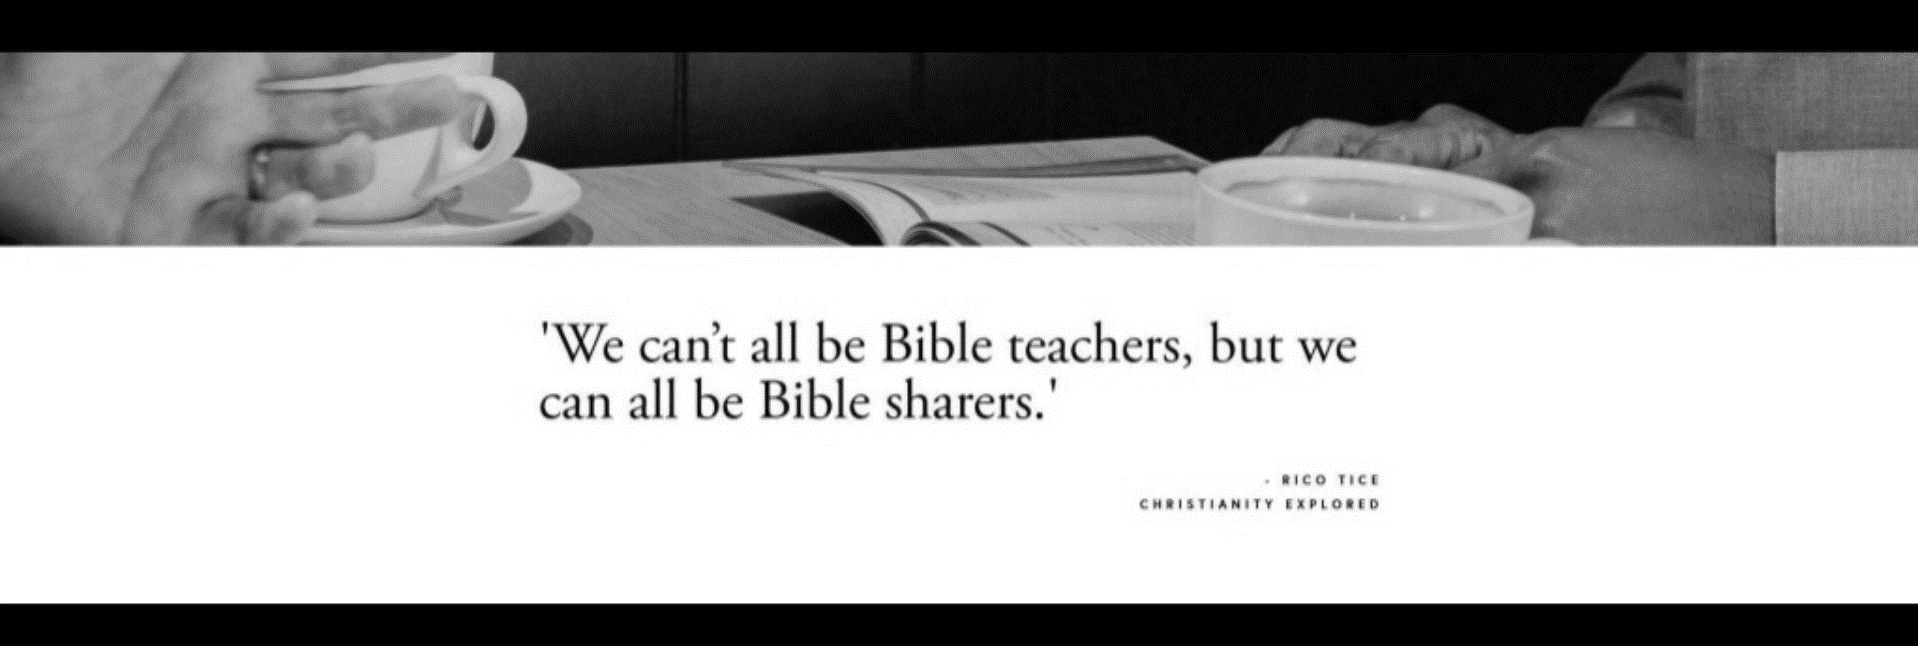 'We can’t all be Bible teachers, but we
can all be Bible sharers.'
- RICO TICE
CHRISTIANITY EXPLORED